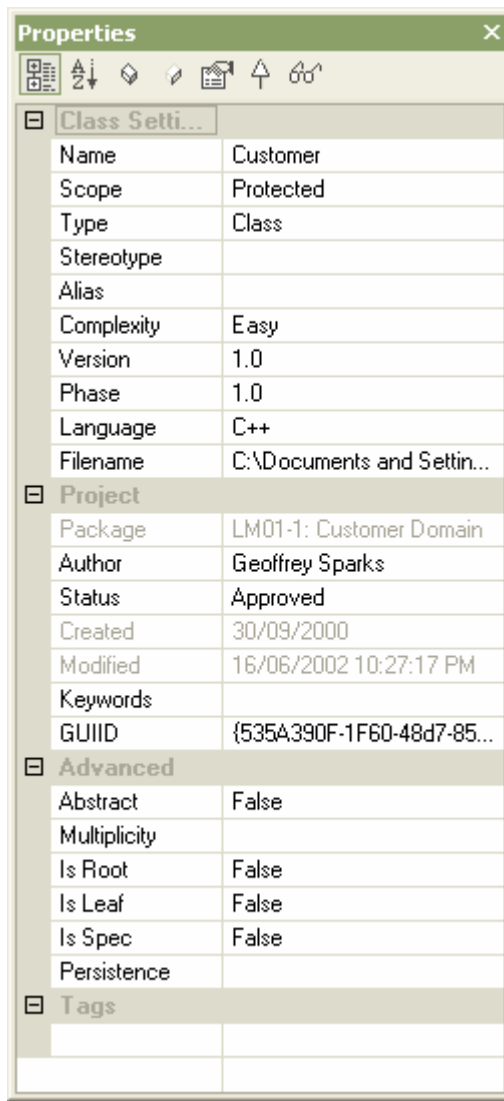 Properties
Class Setti...
Name Customer
Scope Protected
Type Class
Stereotype
Alias
Complexity Easy
Version 1.0
Phase 1.0
Language C++
Filename C:\Documents and Settin...
Project
Package LM01-1: Customer Domain
Author Geoffrey Sparks
Status Approved
Created 30/09/2000
Modified 16/06/2002 10:27:17 PM
Keywords
GUIID {535A390F-1F60-48d7-85...
Advanced
Abstract False
Multiplicity
Is Root False
Is Leaf False
Is Spec False
Persistence
Tags